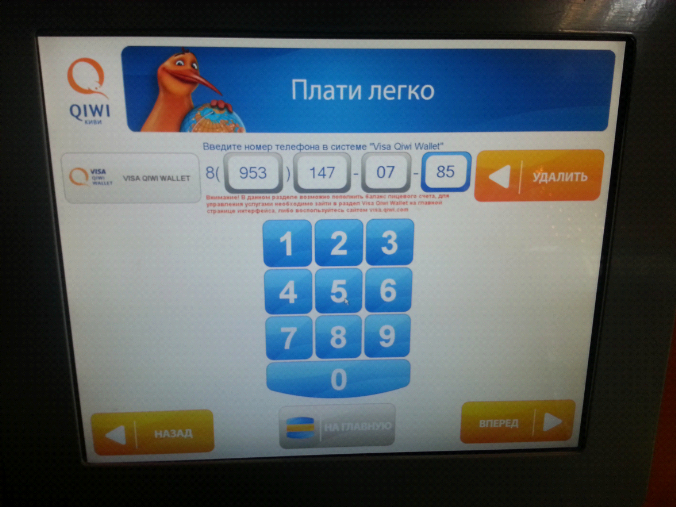 QIWI
КИВИ
Плати легко
Введите номер телефона в системе "Visa Qiwi Wallet"
VISA
QIWI
WALLET
VISA QIWI WALLET
8( 953 ) 147 - 07 - 85
УДАЛИТЬ
Внимание! В данном разделе возможно пополнить баланс лицевого счета, для
управления услугами необходимо зайти в раздел Visa Qiwi Wallet на главной
странице интерфейса, либо воспользуйтесь сайтом visa.qiwi.com
1 2 3
4 5 6
7 8 9
0
НАЗАД
НА ГЛАВНУЮ
ВПЕРЕД